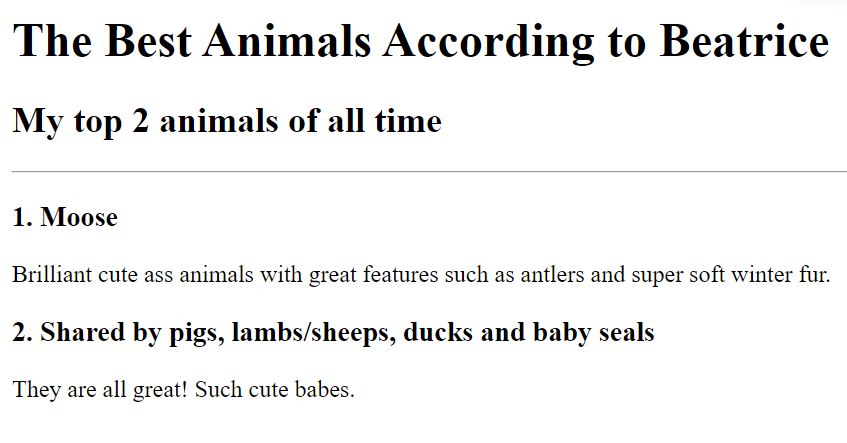 The Best Animals According to Beatrice
My top 2 animals of all time
1. Moose
Brilliant cute ass animals with great features such as antlers and super soft winter fur.
2. Shared by pigs, lambs/sheeps, ducks and baby seals
They are all great! Such cute babes.